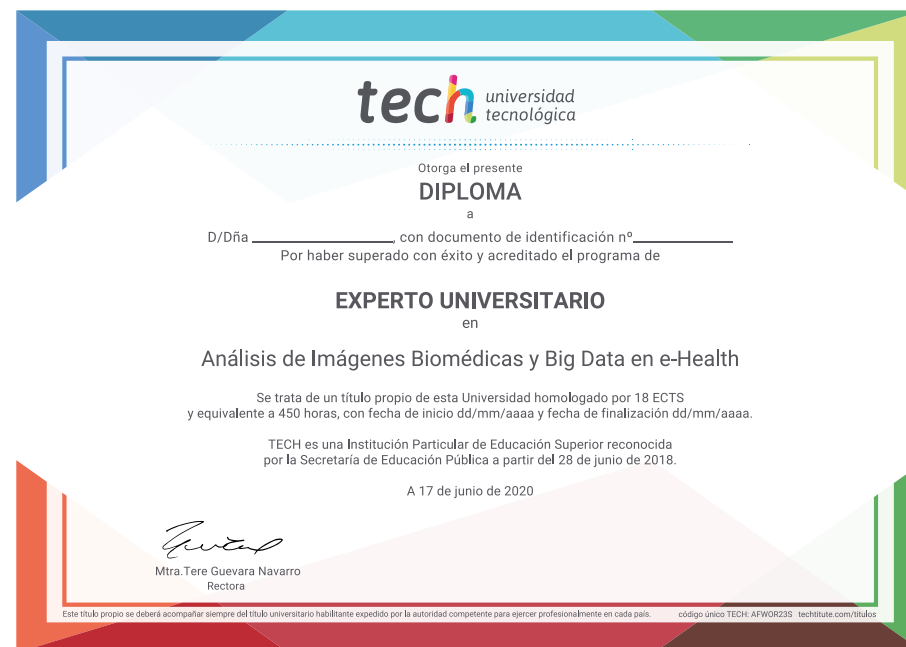 tech universidad
tecnológica
Otorga el presente
DIPLOMA
a
D/Dña ____________________, con documento de identificación nº______________
Por haber superado con éxito y acreditado el programa de
EXPERTO UNIVERSITARIO
en
Análisis de Imágenes Biomédicas y Big Data en e-Health
Se trata de un título propio de esta Universidad homologado por 18 ECTS
y equivalente a 450 horas, con fecha de inicio dd/mm/aaaa y fecha de finalización dd/mm/aaaa.
TECH es una Institución Particular de Educación Superior reconocida
por la Secretaría de Educación Pública a partir del 28 de junio de 2018.
A 17 de junio de 2020
Mtra.Tere Guevara Navarro
Rectora
Este título propio se deberá acompañar siempre del título universitario habilitante expedido por la autoridad competente para ejercer profesionalmente en cada país. código único TECH: AFWOR23S techtitute.com/titulos